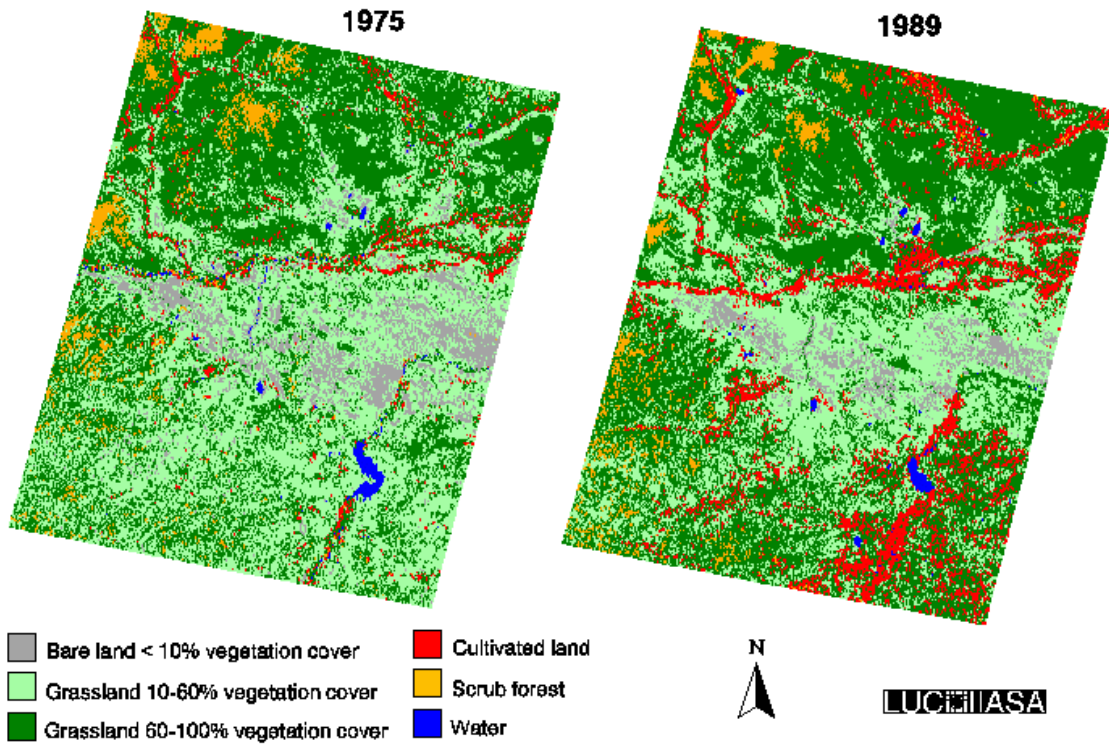 1975
1989
Bare land < 10% vegetation cover
Grassland 10-60% vegetation cover
Grassland 60-100% vegetation cover
Cultivated land
Scrub forest
Water
N